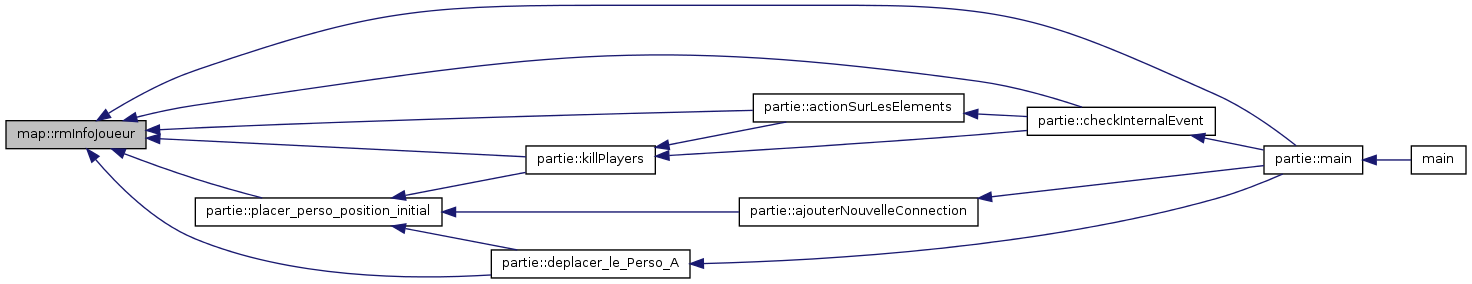 map::rmInfoJoueur
partie::actionSurLesElements
partie::checkInternalEvent
partie::killPlayers
partie::main
main
partie::placer_perso_position_initial
partie::ajouterNouvelleConnection
partie::deplacer_le_Perso_A